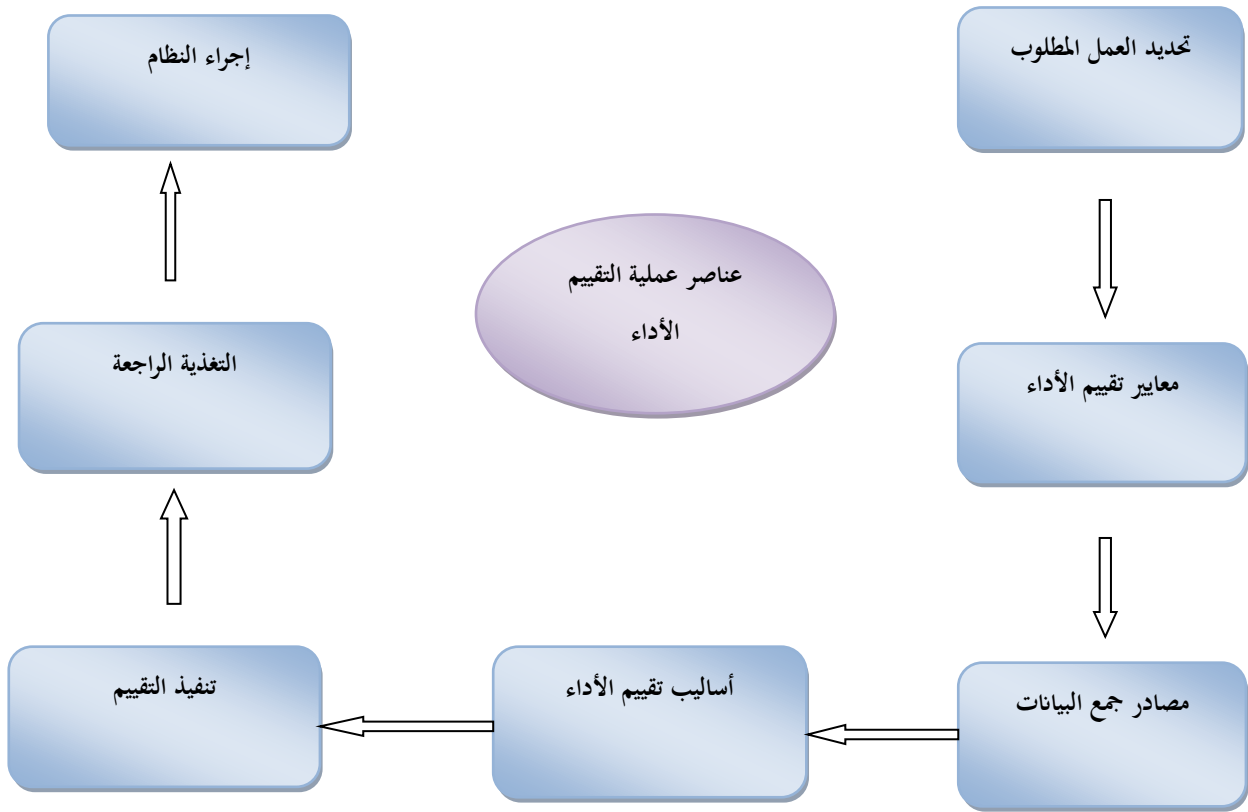 تحديد العمل المطلوب
إجراء النظام
عناصر عملية التقييم
الأداء
معايير تقييم الأداء
التغذية الراجعة
مصادر جمع البيانات
أساليب تقييم الأداء
تنفيذ التقييم